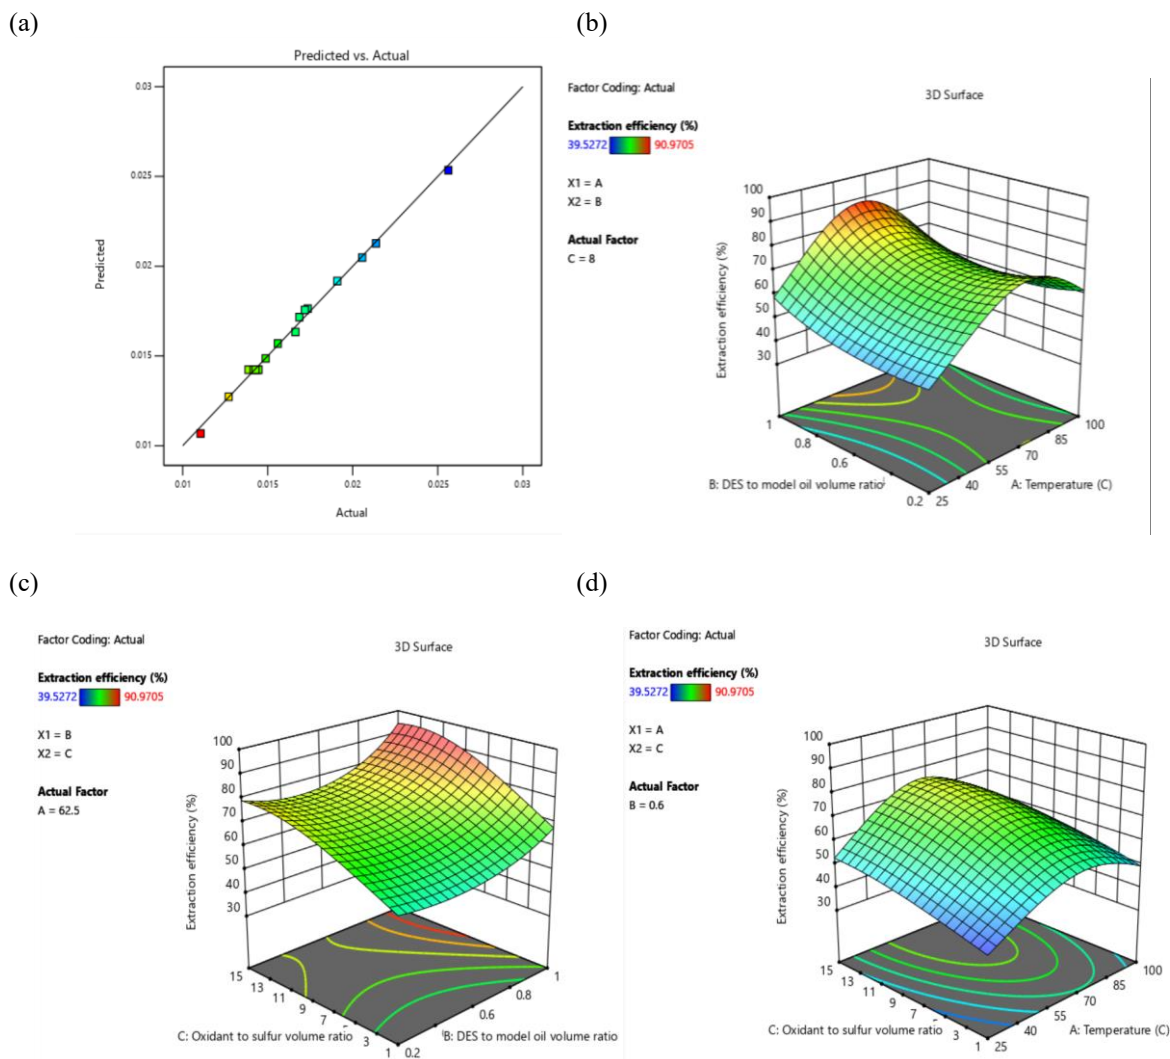 (a)
Predicted vs. Actual
0.03
0.025
0.02
0.015
0.01
Predicted
0.01 0.015 0.02 0.025 0.03
Actual
(b)
Factor Coding: Actual
3D Surface
Extraction efficiency (%)
39.5272 90.9705
X1 = A
X2 = B
Actual Factor
C = 8
Extraction efficiency (%)
100
90
80
70
60
50
40
30
1
0.8
0.6
0.2
25
40
55
70
85
100
B: DES to model oil volume ratio
A: Temperature (C)
(c)
Factor Coding: Actual
3D Surface
Extraction efficiency (%)
39.5272 90.9705
X1 = B
X2 = C
Actual Factor
A = 62.5
Extraction efficiency (%)
100
90
80
70
60
50
40
30
15
13
11
9
7
3
1
0.2
0.6
0.8
1
C: Oxidant to sulfur volume ratio
B: DES to model oil volume ratio
(d)
Factor Coding: Actual
3D Surface
Extraction efficiency (%)
39.5272 90.9705
X1 = A
X2 = C
Actual Factor
B = 0.6
Extraction efficiency (%)
100
90
80
70
60
50
40
30
15
13
11
9
7
3
1
25
40
55
70
85
100
C: Oxidant to sulfur volume ratio
A: Temperature (C)